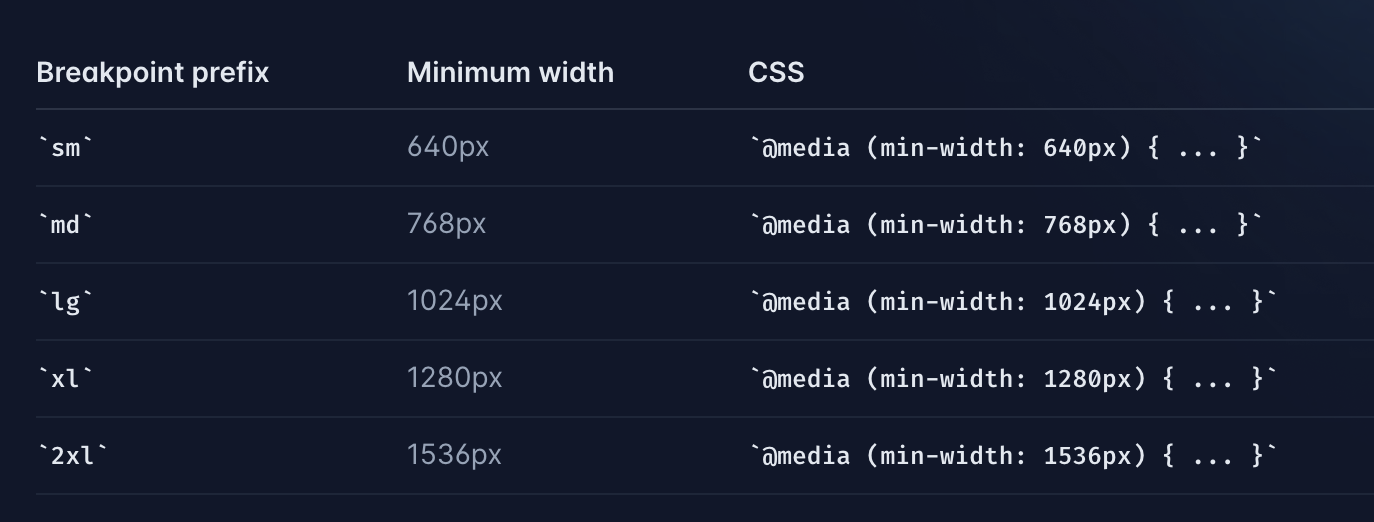 Breakpoint prefix Minimum width CSS
`sm` 640px `@media (min-width: 640px) { ... }`
`md` 768px `@media (min-width: 768px) { ... }`
`lg` 1024px `@media (min-width: 1024px) { ... }`
`xl` 1280px `@media (min-width: 1280px) { ... }`
`2xl` 1536px `@media (min-width: 1536px) { ... }`